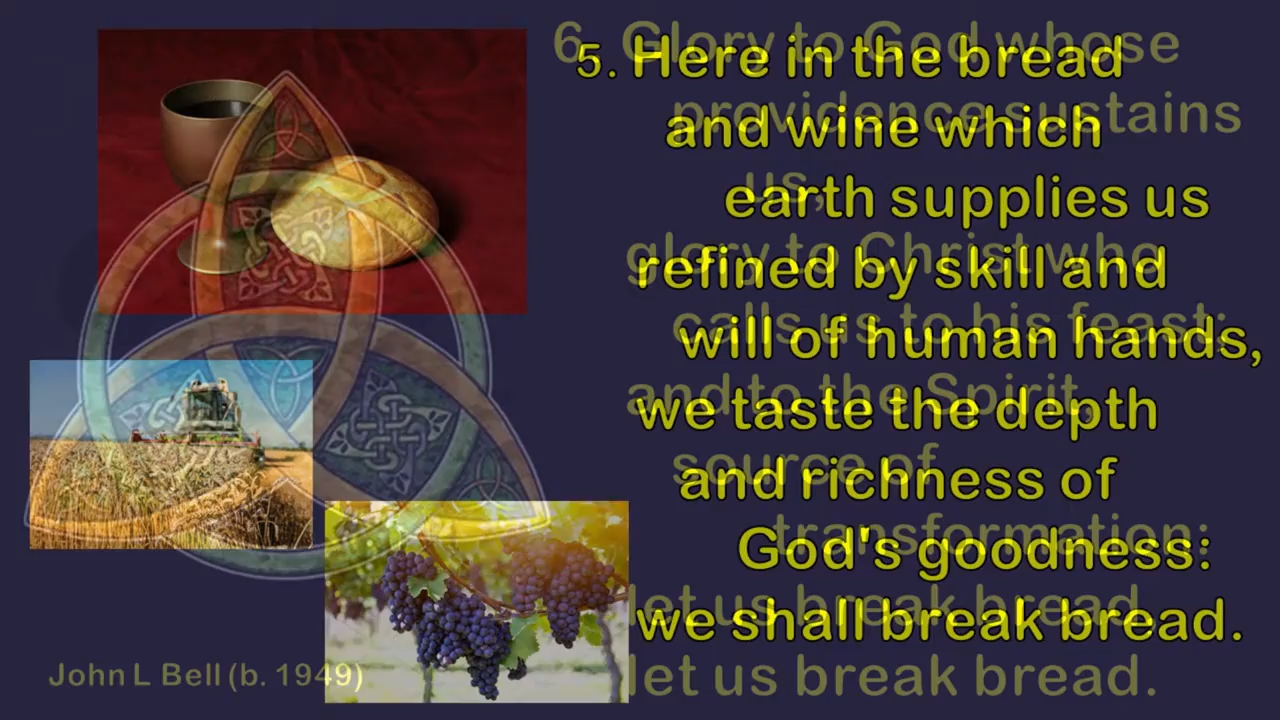 5. Here in the bread
and wine which
earth supplies us
refined by skill and
will of human hands,
we taste the depth
and richness of
God's goodness:
we shall break bread.
6. Glory to God whose
providence sustains
us,
glory to Christ who
calls us to his feast;
and to the Spirit,
source of
transformation:
let us break bread,
let us break bread.
John L Bell (b. 1949)